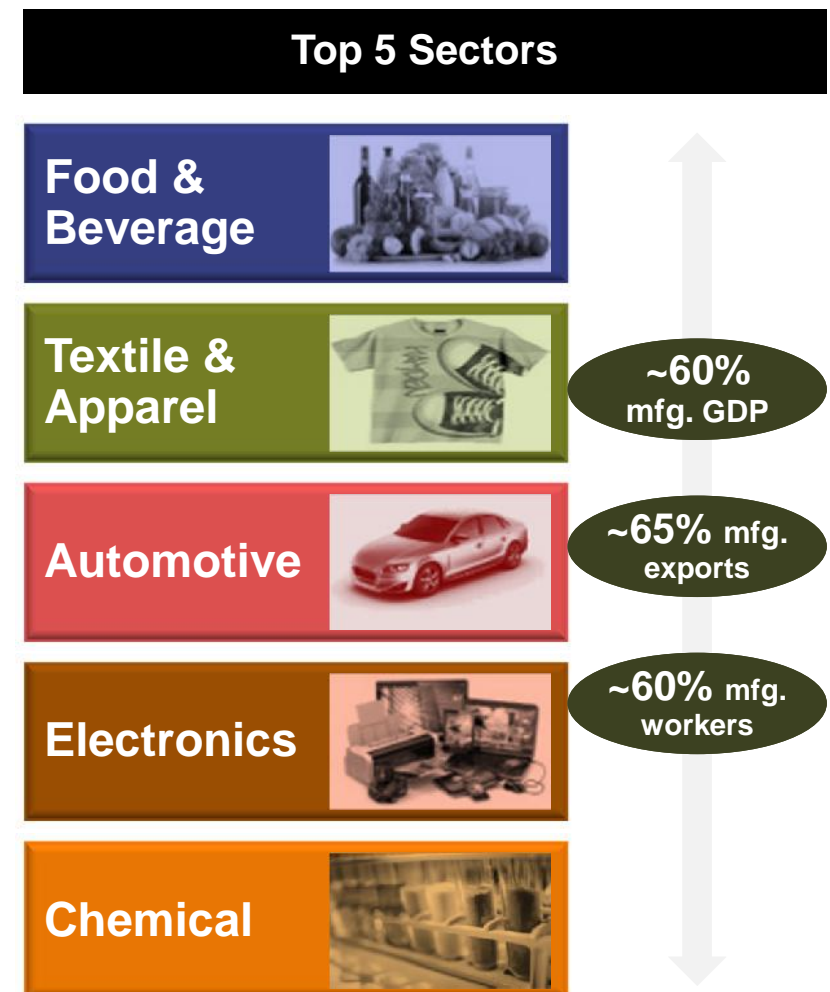 Top 5 Sectors
Food &
Beverage
Textile &
Apparel
~60%
mfg. GDP
Automotive
~65% mfg.
exports
~60% mfg.
workers
Electronics
Chemical